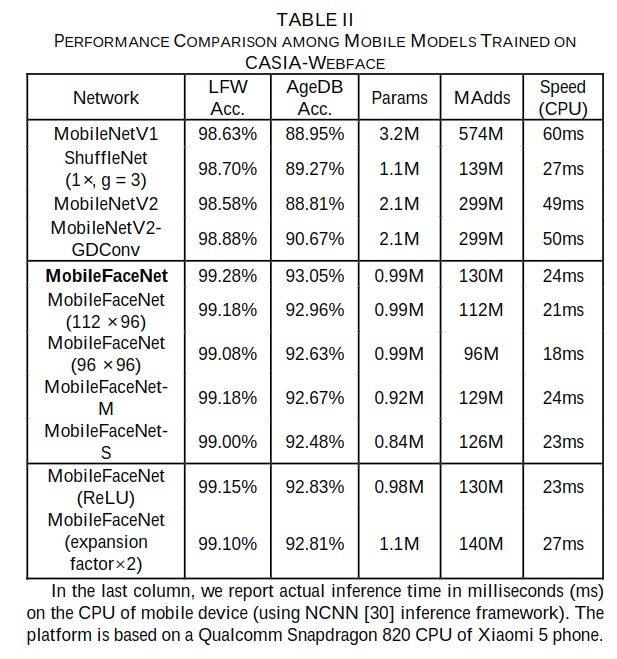 TABLE II
PERFORMANCE COMPARISON AMONG MOBILE MODELS TRAINED ON
CASIA-WEBFACE
Network LFW Acc. AgeDB Acc. Params MAdds Speed (CPU)
MobileNetV1 98.63% 88.95% 3.2M 574M 60ms
ShuffleNet (1×, g = 3) 98.70% 89.27% 1.1M 139M 27ms
MobileNetV2 98.58% 88.81% 2.1M 299M 49ms
MobileNetV2-GDConv 98.88% 90.67% 2.1M 299M 50ms
MobileFaceNet 99.28% 93.05% 0.99M 130M 24ms
MobileFaceNet (112 ×96) 99.18% 92.96% 0.99M 112M 21ms
MobileFaceNet (96 ×96) 99.08% 92.63% 0.99M 96M 18ms
MobileFaceNet-M 99.18% 92.67% 0.92M 129M 24ms
MobileFaceNet-S 99.00% 92.48% 0.84M 126M 23ms
MobileFaceNet (ReLU) 99.15% 92.83% 0.98M 130M 23ms
MobileFaceNet (expansion factor×2) 99.10% 92.81% 1.1M 140M 27ms
In the last column, we report actual inference time in milliseconds (ms)
on the CPU of mobile device (using NCNN [30] inference framework). The
platform is based on a Qualcomm Snapdragon 820 CPU of Xiaomi 5 phone.